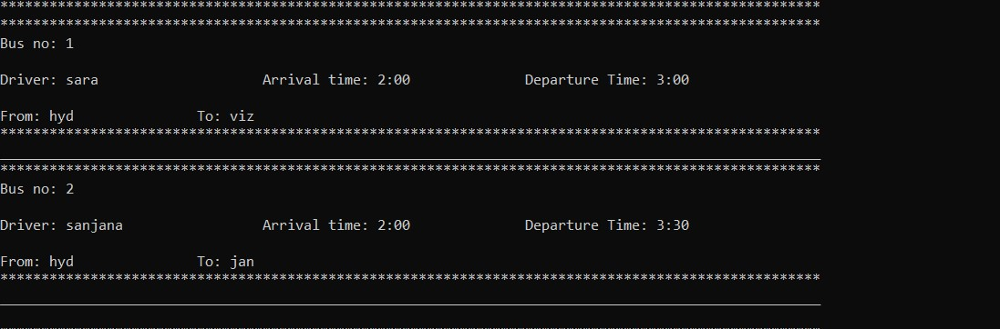 ****************************************************************************************************
****************************************************************************************************
Bus no: 1
Driver: sara                    Arrival time: 2:00              Departure Time: 3:00
From: hyd               To: viz
****************************************************************************************************
____________________________________________________________________________________________________
****************************************************************************************************
Bus no: 2
Driver: sanjana                 Arrival time: 2:00              Departure Time: 3:30
From: hyd               To: jan
****************************************************************************************************
____________________________________________________________________________________________________